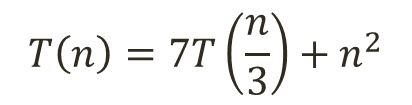 T(n) = 7T(n/3) + n²